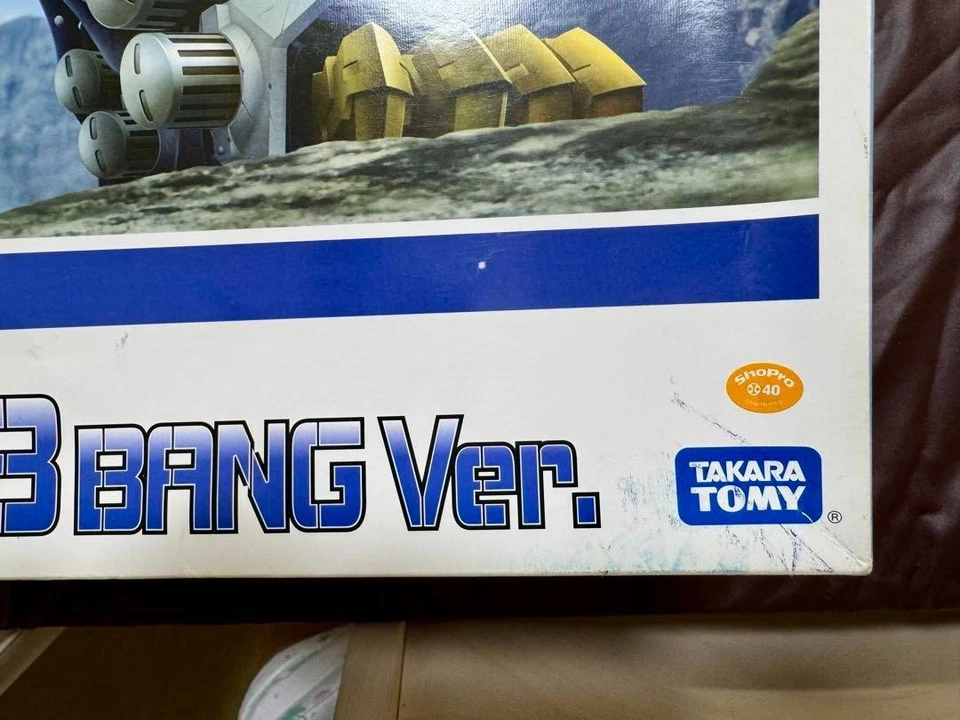 3 BANG Ver.
ShoPro
40
TAKARA
TOMY
®